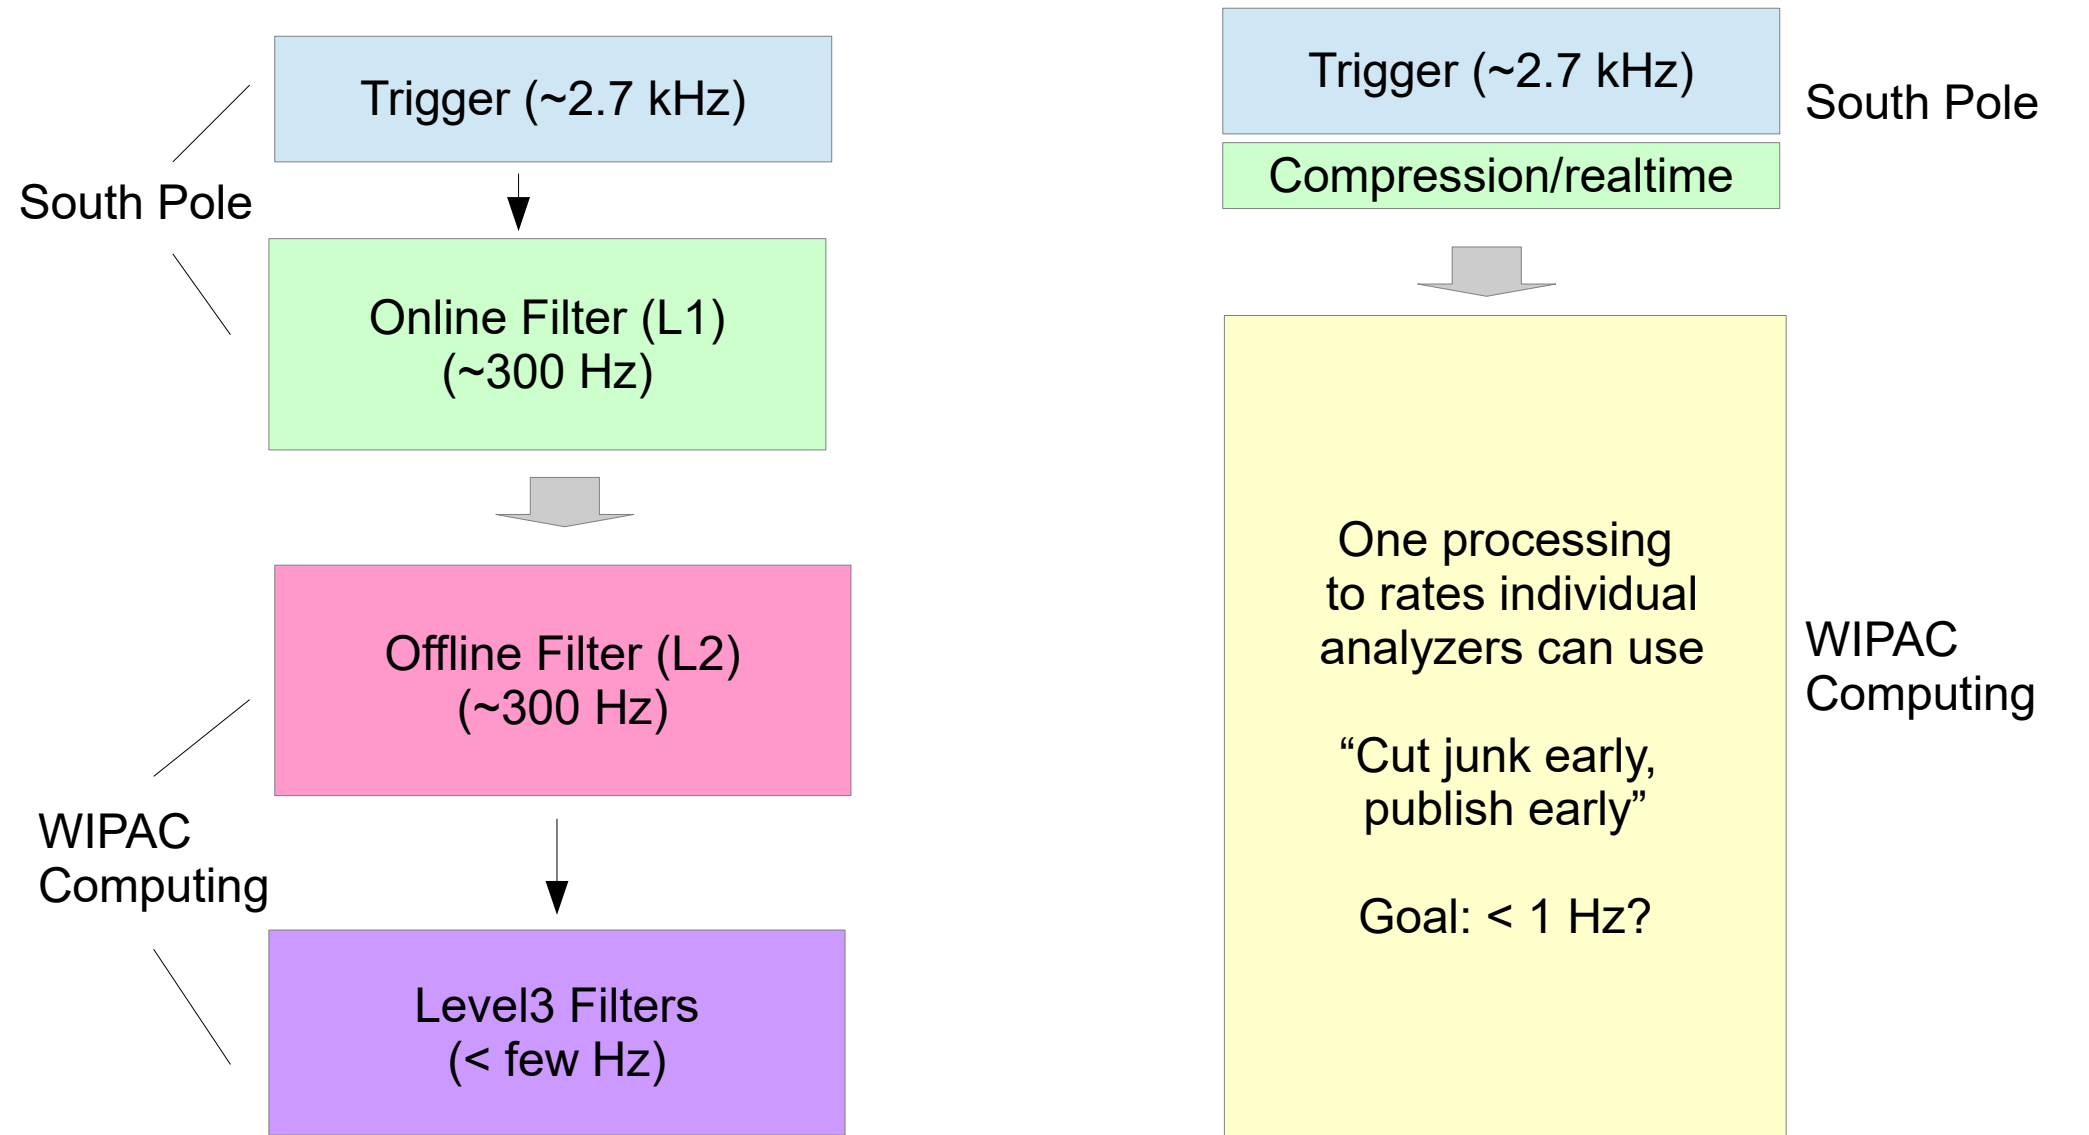 Trigger (~2.7 kHz)
South Pole
Online Filter (L1)
(~300 Hz)
Offline Filter (L2)
(~300 Hz)
WIPAC
Computing
Level3 Filters
(< few Hz)
Trigger (~2.7 kHz)
South Pole
Compression/realtime
One processing
to rates individual
analyzers can use
“Cut junk early,
publish early”
Goal: < 1 Hz?
WIPAC
Computing